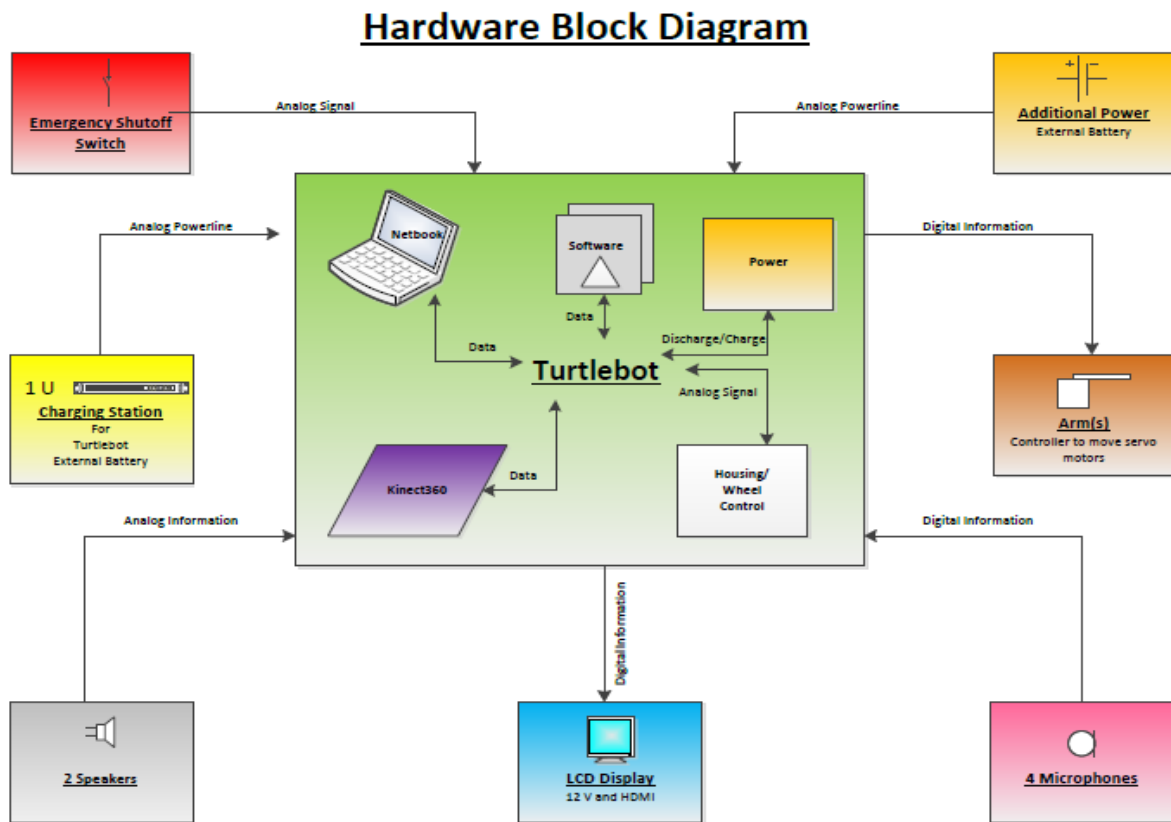 Hardware Block Diagram
Emergency Shutoff
Switch
Analog Signal
Analog Powerline
+
-
Additional Power
External Battery
Analog Powerline
Netbook
Software
Power
Digital Information
Data
Data
Discharge/Charge
Turtlebot
Analog Signal
1 U
Charging Station
For
Turtlebot
External Battery
Arm(s)
Controller to move servo
motors
Kinect360
Data
Housing/
Wheel
Control
Analog Information
Digital Information
Digital Information
2 Speakers
LCD Display
12 V and HDMI
4 Microphones